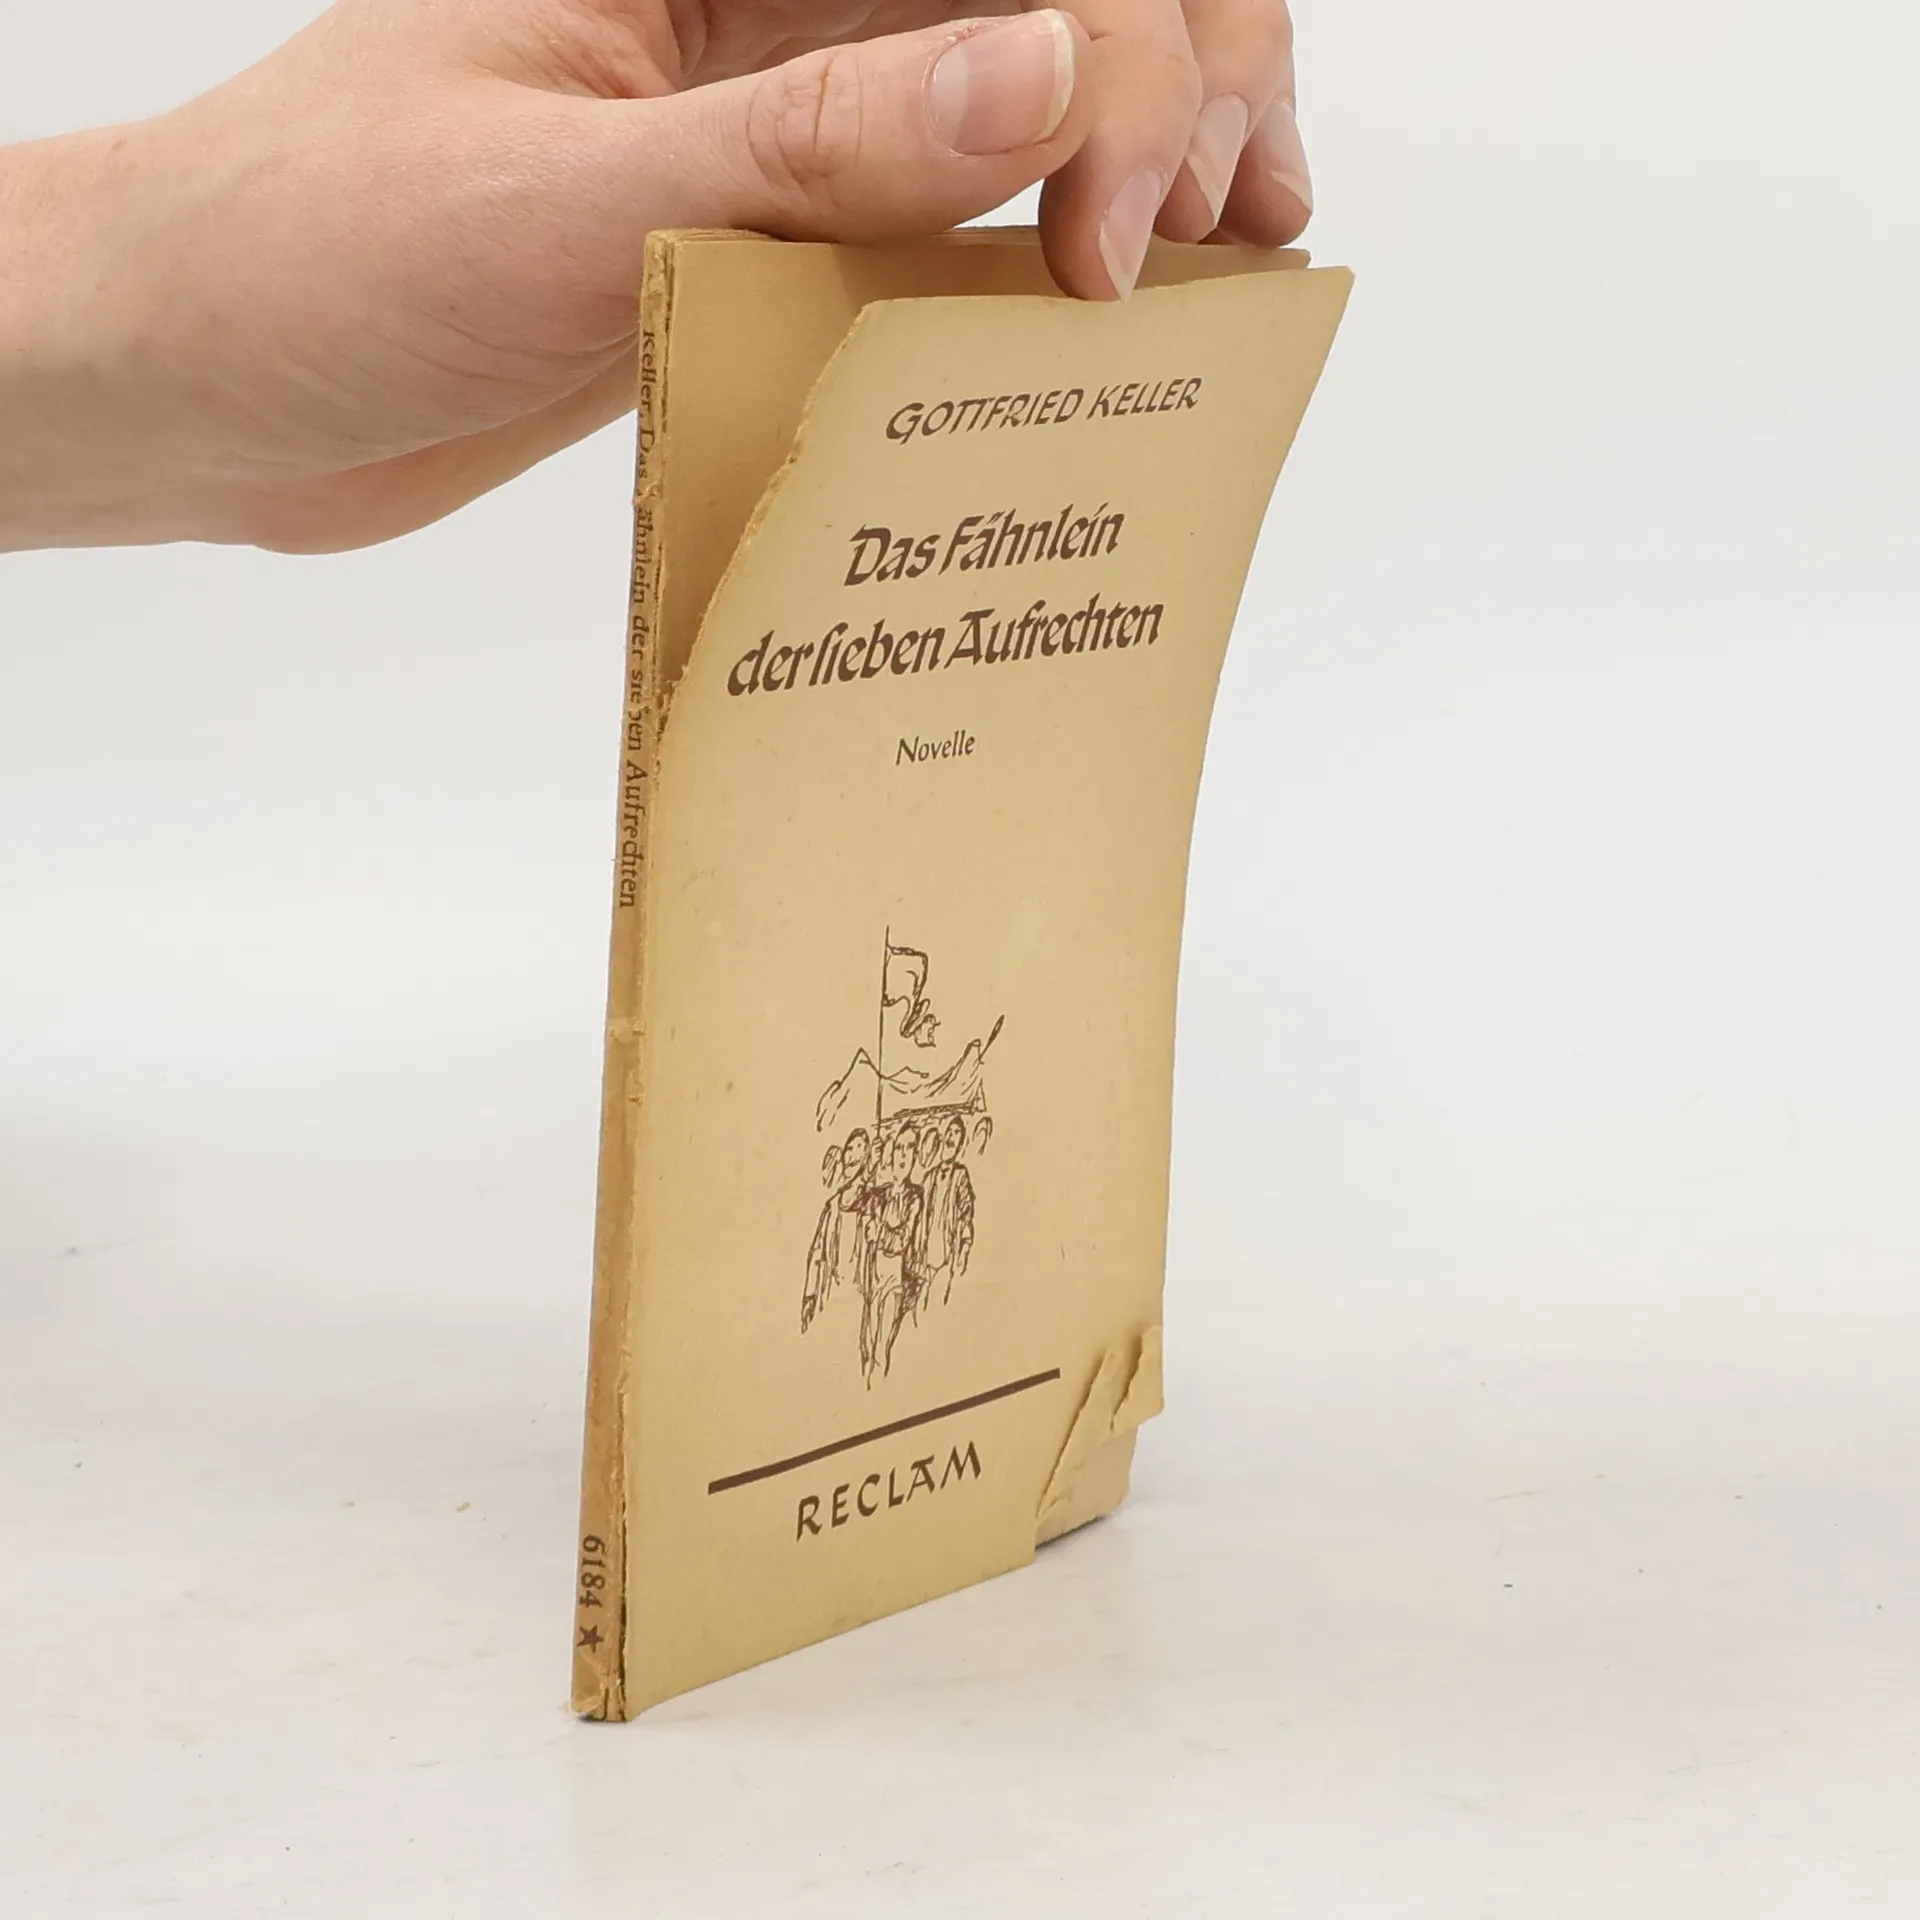 GOTTFRIED KELLER
Das Fähnlein
der sieben Aufrechten
Novelle
RECLAM
Keller, Das Fähnlein der sieben Aufrechten
6184 ★